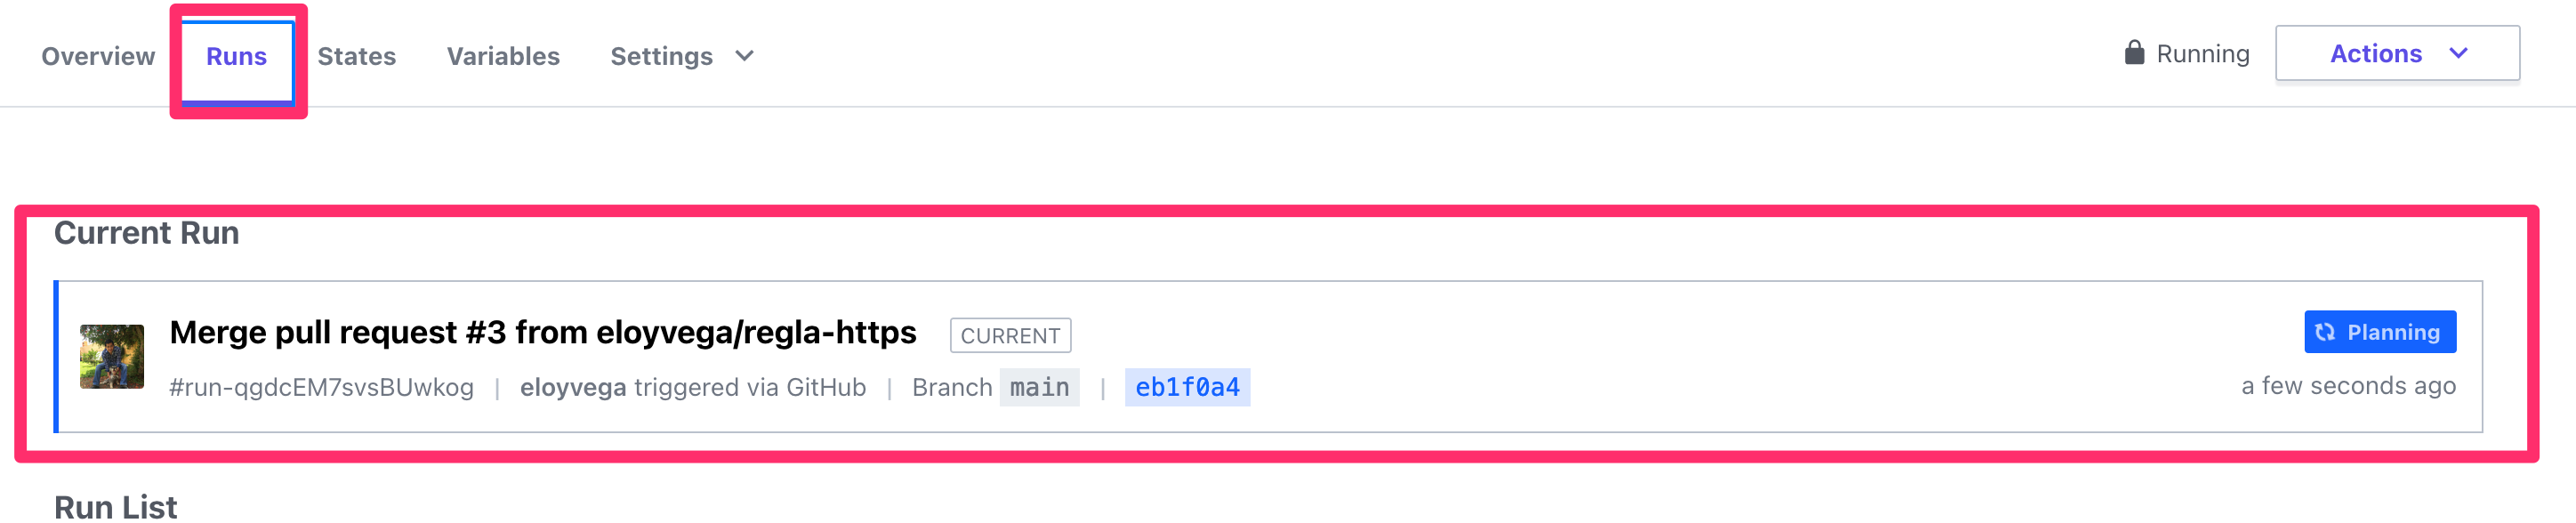 Overview Runs States Variables Settings Running Actions
Current Run
Merge pull request #3 from eloyvega/regla-https CURRENT Planning
#run-qgdcEM7svsBUwkog | eloyvega triggered via GitHub | Branch main | eb1f0a4 a few seconds ago
Run List